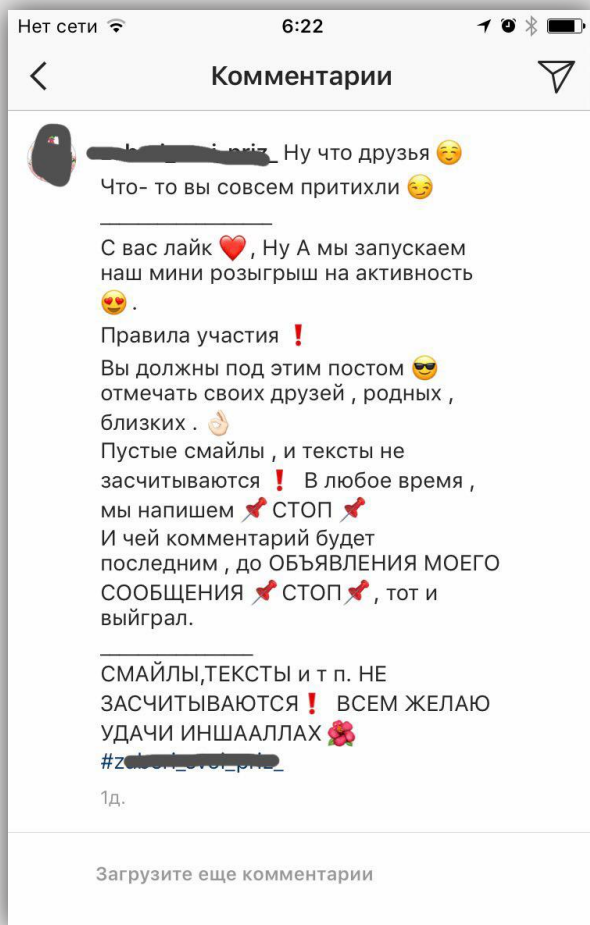 Нет сети 6:22
Комментарии
Ну что друзья ☺️
Что- то вы совсем притихли 😏
С вас лайк ❤️, Ну А мы запускаем
наш мини розыгрыш на активность
😍 .
Правила участия ❗
Вы должны под этим постом 😎
отмечать своих друзей , родных ,
близких . 👌🏻
Пустые смайлы , и тексты не
засчитываются ❗ В любое время ,
мы напишем 📌 СТОП 📌
И чей комментарий будет
последним , до ОБЪЯВЛЕНИЯ МОЕГО
СООБЩЕНИЯ 📌 СТОП📌 , тот и
выйграл.
СМАЙЛЫ,ТЕКСТЫ и т п. НЕ
ЗАСЧИТЫВАЮТСЯ❗ ВСЕМ ЖЕЛАЮ
УДАЧИ ИНШААЛЛАХ 🌺
1д.
Загрузите еще комментарии